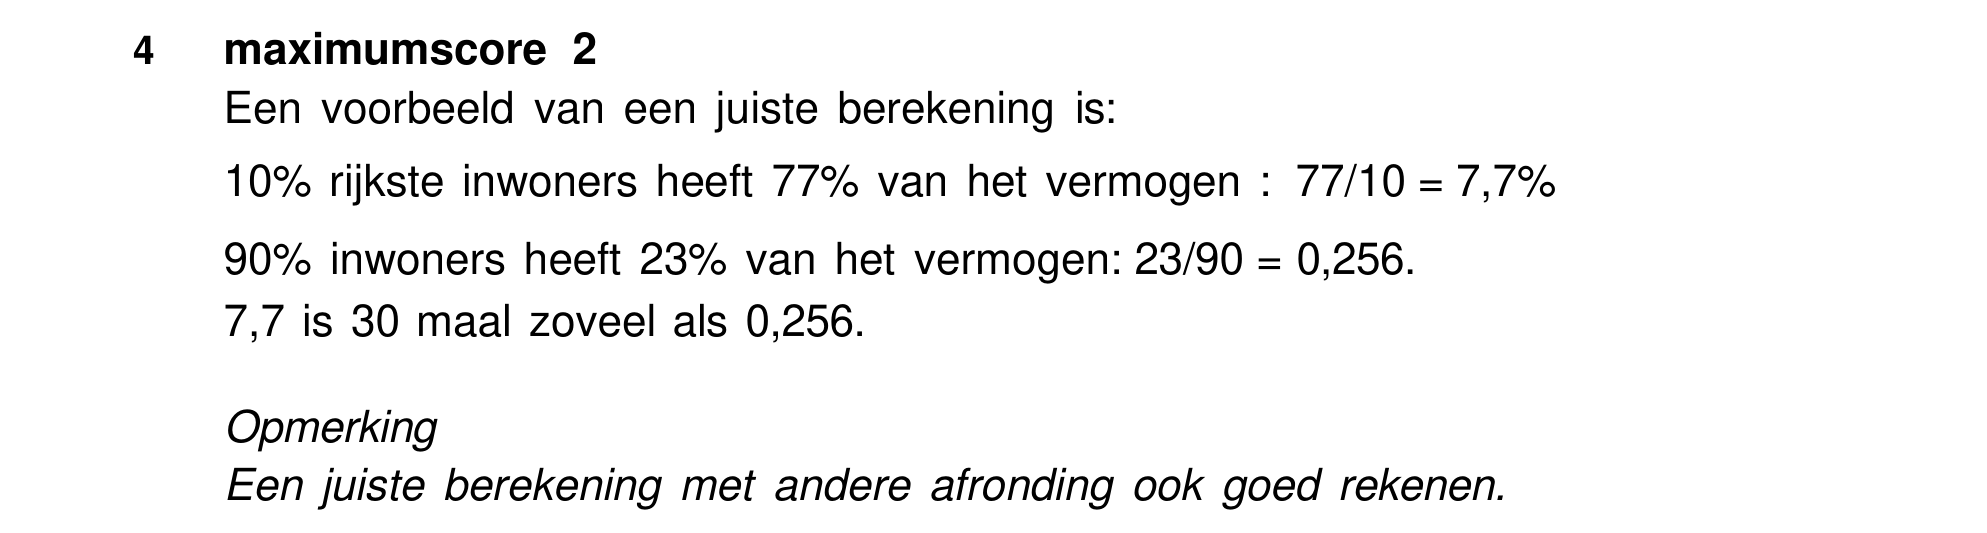 4 maximumscore 2
Een voorbeeld van een juiste berekening is:
10% rijkste inwoners heeft 77% van het vermogen : 77/10 = 7,7%
90% inwoners heeft 23% van het vermogen: 23/90 = 0,256.
7,7 is 30 maal zoveel als 0,256.
Opmerking
Een juiste berekening met andere afronding ook goed rekenen.